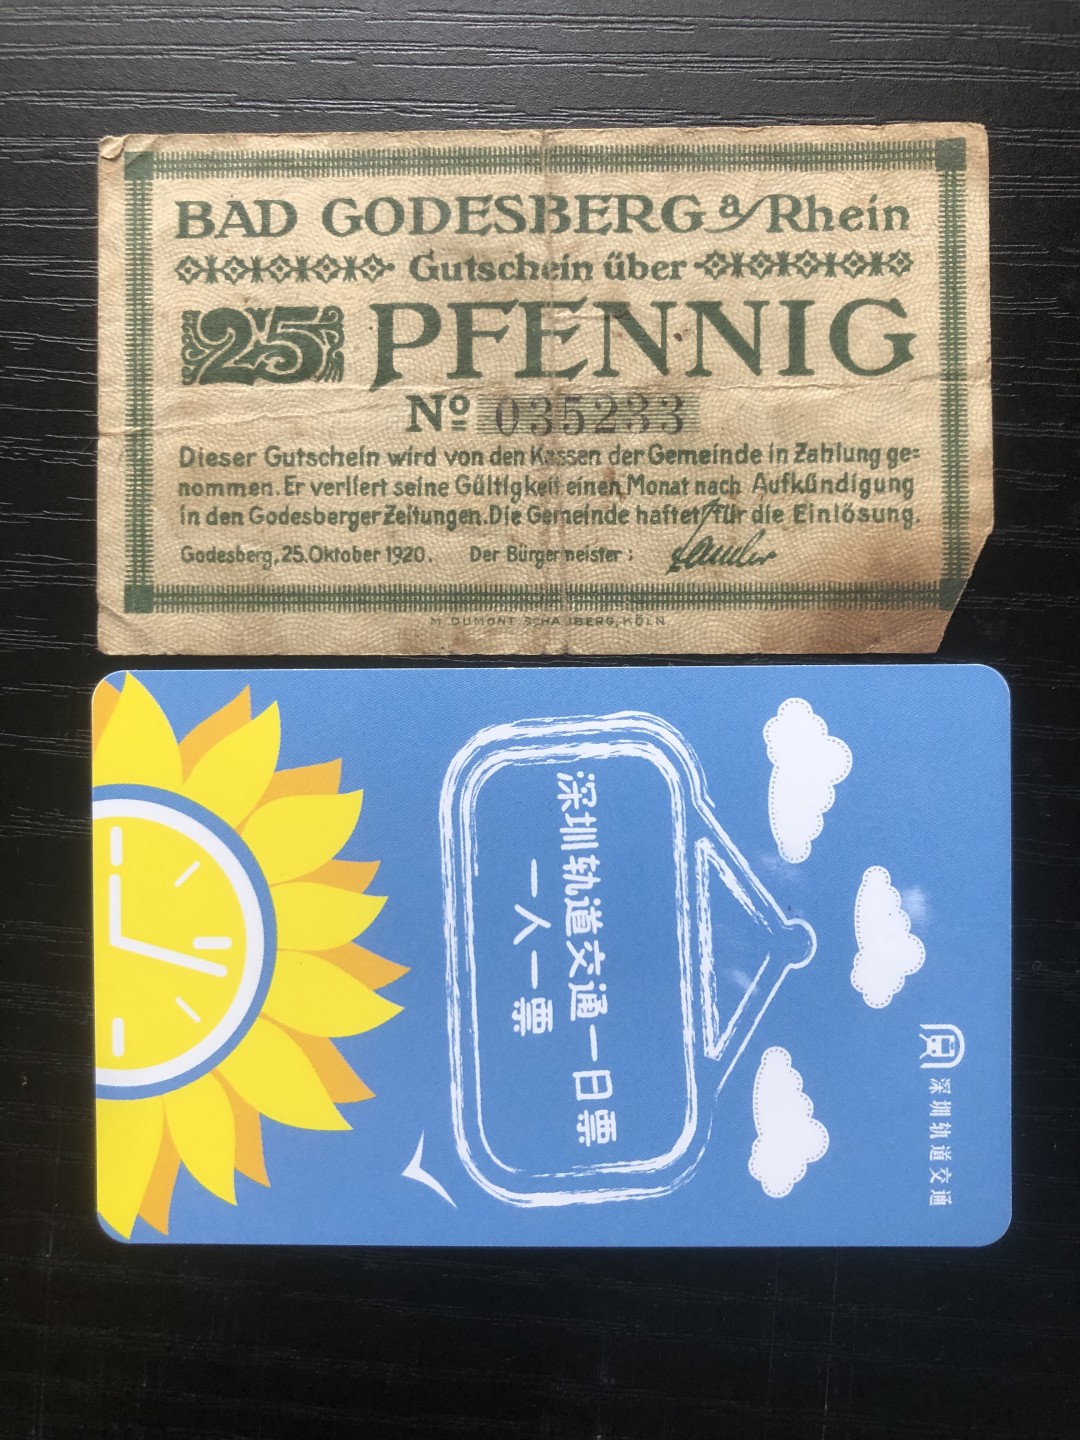 BAD GODESBERG a/Rhein
Gutschein über
25 PFENNIG
No 035233
Dieser Gutschein wird von den Kassen der Gemeinde in Zahlung ge=
nommen. Er verliert seine Gültigkeit einen Monat nach Aufkündigung
in den Godesberger Zeitungen. Die Gemeinde haftet für die Einlösung.
Godesberg, 25. Oktober 1920. Der Bürgermeister:
M. DUMONT SCHAUBERG, KÖLN
深圳轨道交通
深圳轨道交通一日票
一人一票